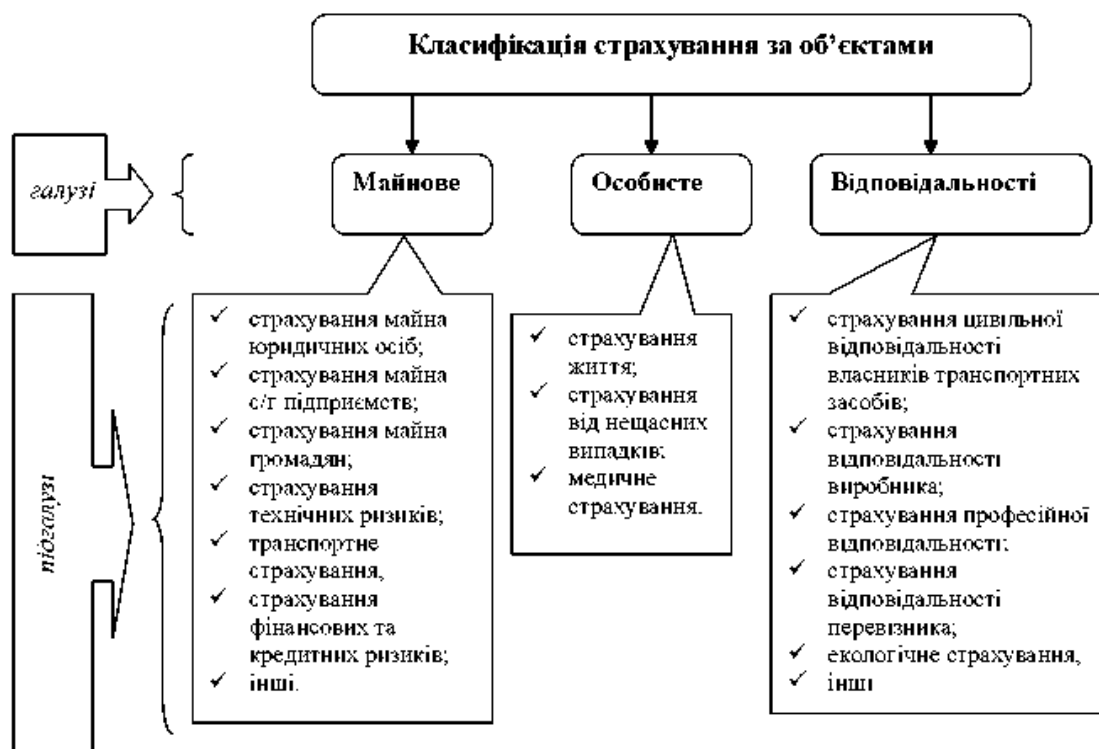 Класифікація страхування за об’єктами
галузі
Майнове
Особисте
Відповідальності
підгалузі
страхування майна
юридичних осіб;
страхування майна
с/г підприємств;
страхування майна
громадян;
страхування
технічних ризиків;
транспортне
страхування,
страхування
фінансових та
кредитних ризиків;
інші.
страхування
життя;
страхування
від нещасних
випадків;
медичне
страхування.
страхування цивільної
відповідальності
власників транспортних
засобів;
страхування
відповідальності
виробника;
страхування професійної
відповідальності;
страхування
відповідальності
перевізника;
екологічне страхування,
інші